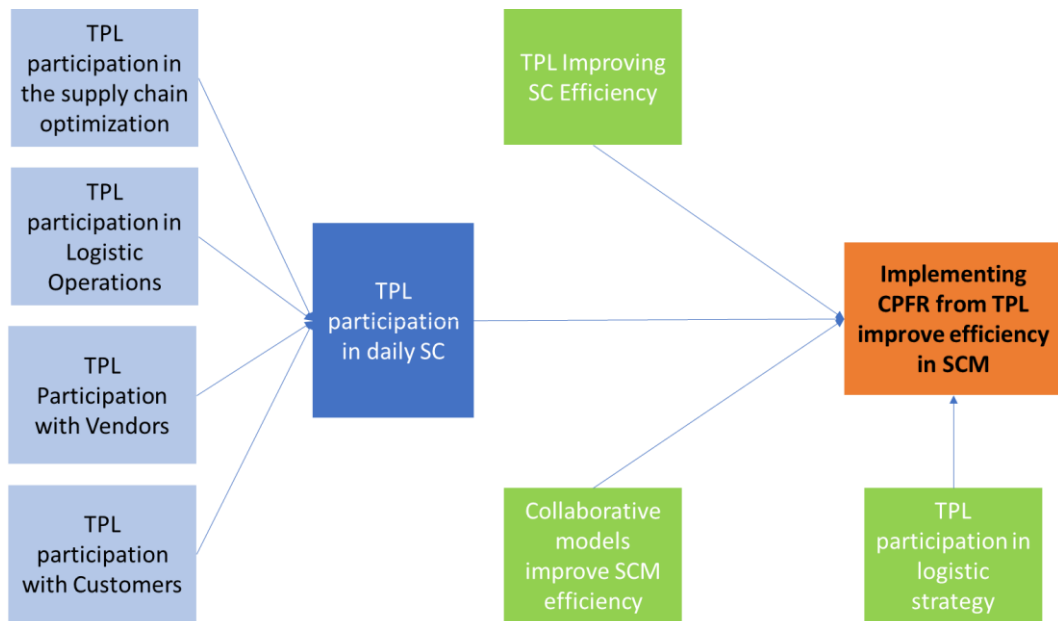 TPL
participation in
the supply chain
optimization
TPL
participation in
Logistic
Operations
TPL
Participation
with Vendors
TPL
participation
with Customers
TPL
participation
in daily SC
TPL Improving
SC Efficiency
Collaborative
models
improve SCM
efficiency
Implementing
CPFR from TPL
improve efficiency
in SCM
TPL
participation in
logistic
strategy